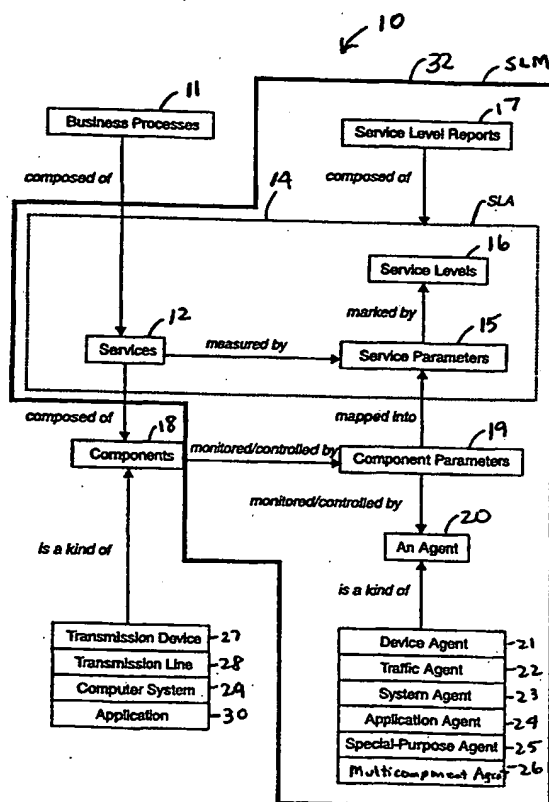 10
32
SLM
11
Business Processes
17
Service Level Reports
composed of
composed of
14
SLA
16
Service Levels
marked by
12
Services
measured by
15
Service Parameters
composed of
mapped into
18
Components
monitored/controlled by
19
Component Parameters
monitored/controlled by
20
An Agent
is a kind of
is a kind of
Transmission Device 27
Transmission Line 28
Computer System 29
Application 30
Device Agent 21
Traffic Agent 22
System Agent 23
Application Agent 24
Special-Purpose Agent 25
Multicomponent Agent 26